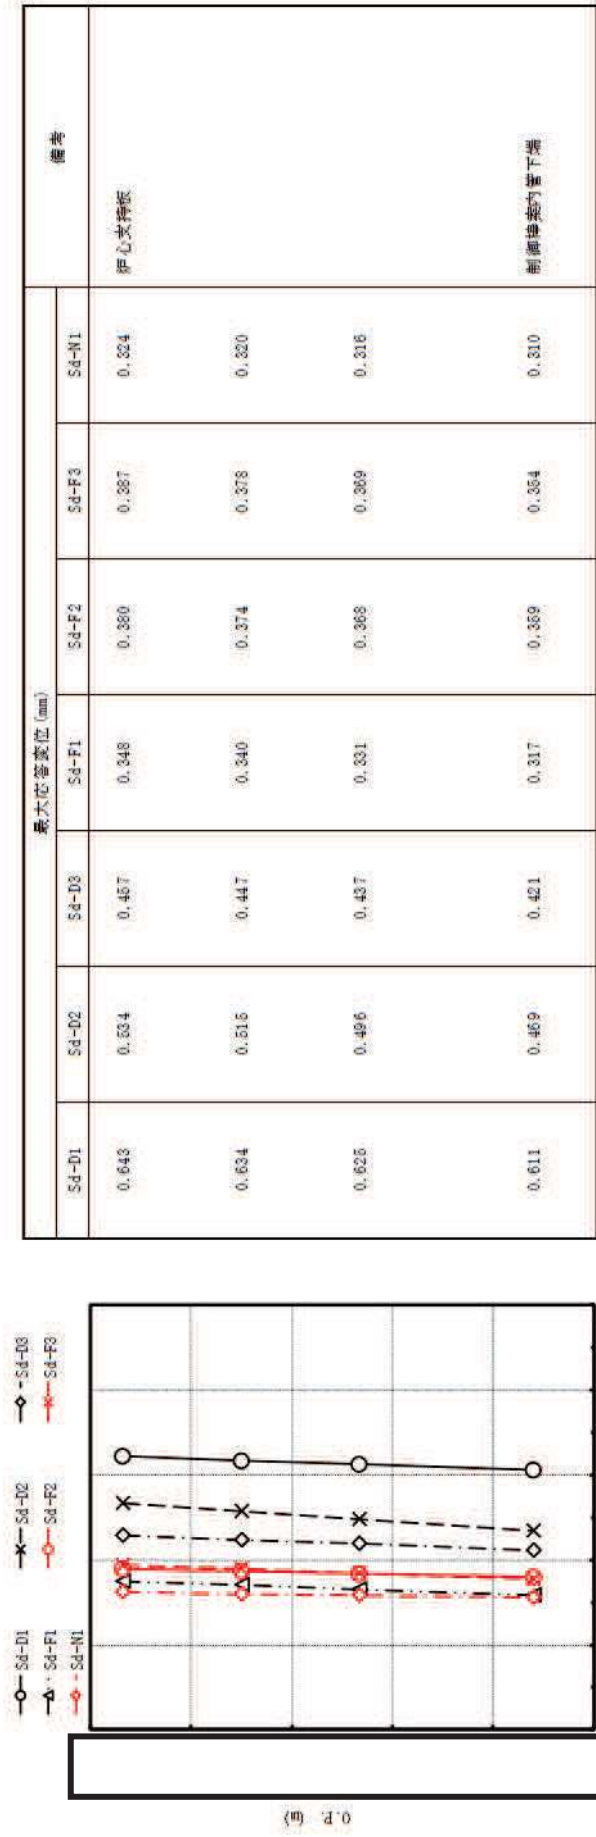 Sd-D1
Sd-D2
Sd-D3
Sd-F1
Sd-F2
Sd-F3
Sd-N1
O.P. (m)
最大応答変位(mm)
備考
Sd-D1 Sd-D2 Sd-D3 Sd-F1 Sd-F2 Sd-F3 Sd-N1
0.643 0.534 0.457 0.348 0.380 0.387 0.324 炉心支持板
0.634 0.515 0.447 0.340 0.374 0.378 0.320
0.625 0.496 0.437 0.331 0.368 0.369 0.316
0.611 0.469 0.421 0.317 0.359 0.354 0.310 制御棒案内管下端